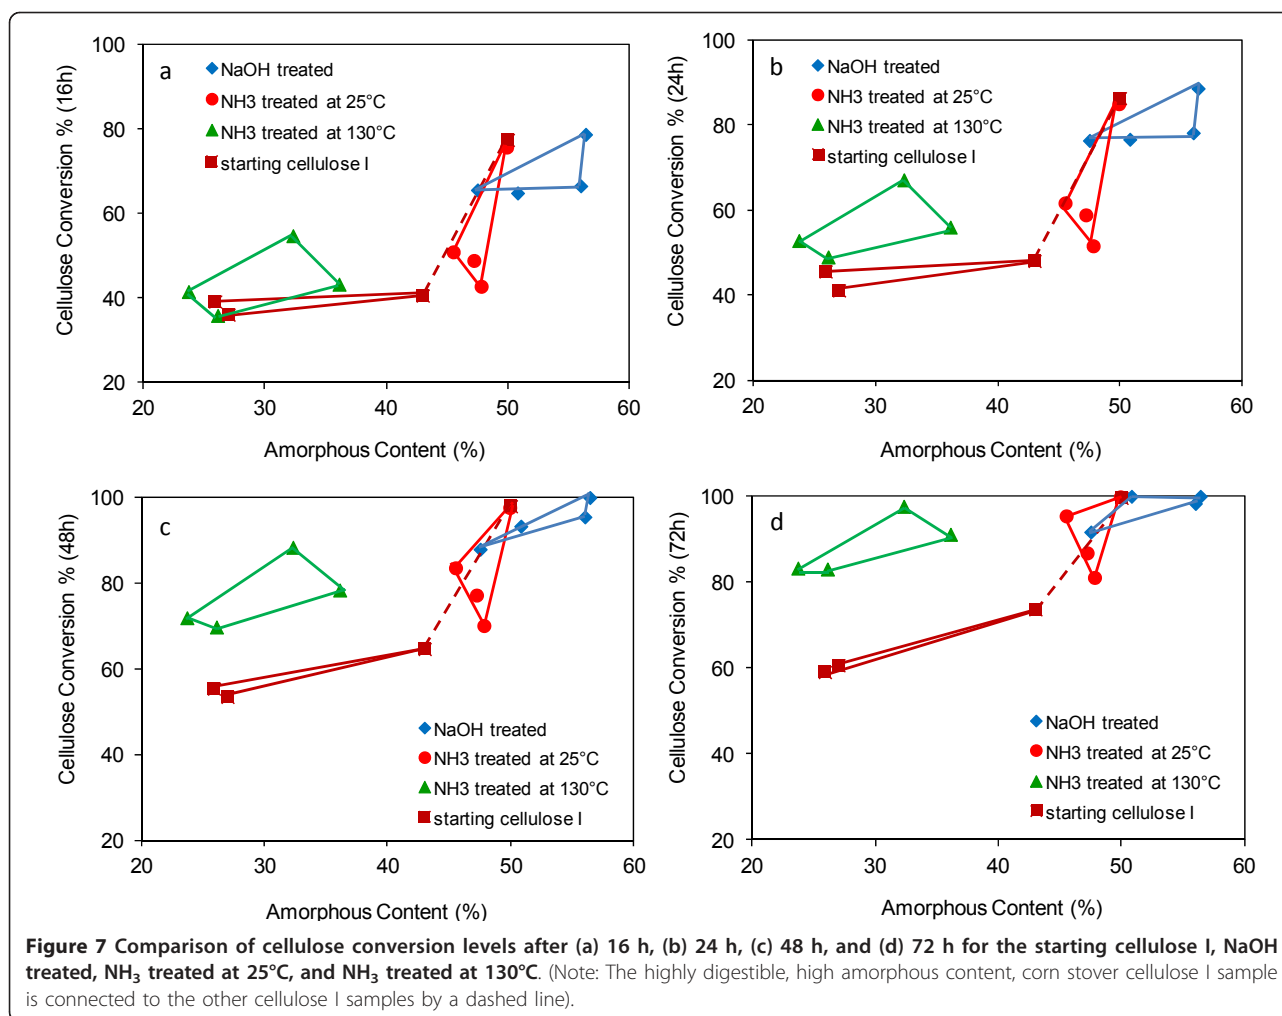 100
80
60
40
20
20 30 40 50 60
Cellulose Conversion % (16h)
Amorphous Content (%)
a
NaOH treated
NH3 treated at 25°C
NH3 treated at 130°C
starting cellulose I
100
80
60
40
20
20 30 40 50 60
Cellulose Conversion % (24h)
Amorphous Content (%)
b
NaOH treated
NH3 treated at 25°C
NH3 treated at 130°C
starting cellulose I
100
80
60
40
20
20 30 40 50 60
Cellulose Conversion % (48h)
Amorphous Content (%)
c
NaOH treated
NH3 treated at 25°C
NH3 treated at 130°C
starting cellulose I
100
80
60
40
20
20 30 40 50 60
Cellulose Conversion % (72h)
Amorphous Content (%)
d
NaOH treated
NH3 treated at 25°C
NH3 treated at 130°C
starting cellulose I
Figure 7 Comparison of cellulose conversion levels after (a) 16 h, (b) 24 h, (c) 48 h, and (d) 72 h for the starting cellulose I, NaOH
treated, NH₃ treated at 25°C, and NH₃ treated at 130°C. (Note: The highly digestible, high amorphous content, corn stover cellulose I sample
is connected to the other cellulose I samples by a dashed line).